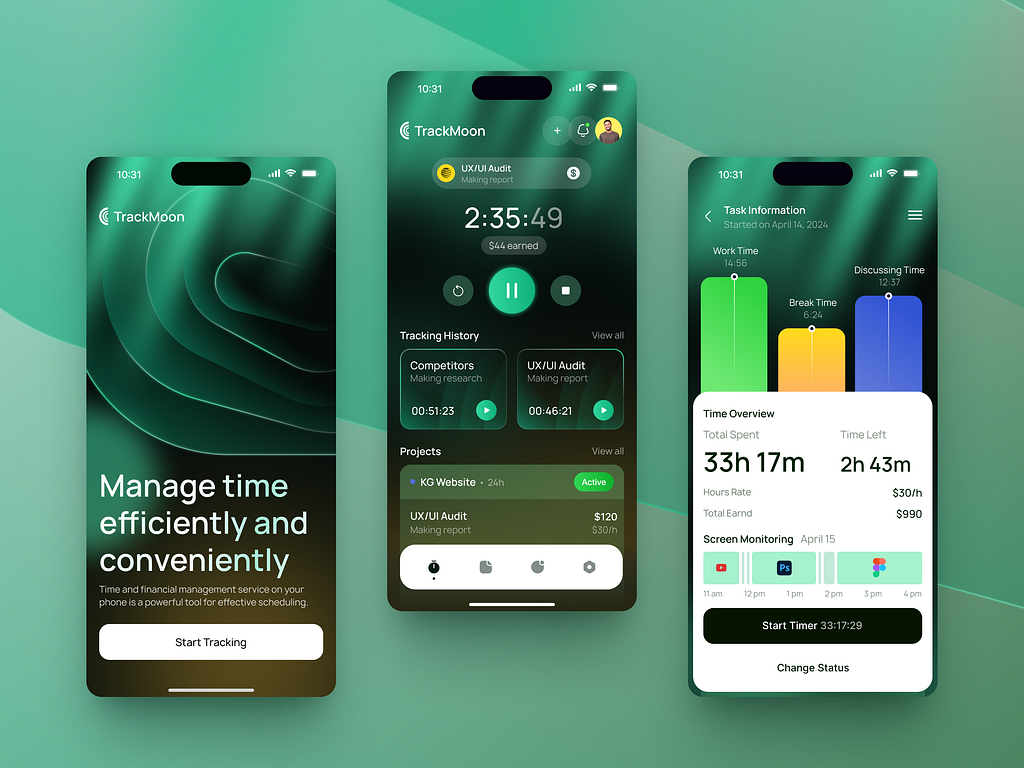 10:31
TrackMoon
Manage time
efficiently and
conveniently
Time and financial management service on your
phone is a powerful tool for effective scheduling.
Start Tracking
10:31
TrackMoon
+
UX/UI Audit
Making report
$
2:35:49
$44 earned
Tracking History
View all
Competitors
Making research
00:51:23
UX/UI Audit
Making report
00:46:21
Projects
View all
KG Website • 24h
Active
UX/UI Audit
$120
Making report
$30/h
10:31
Task Information
Started on April 14, 2024
Work Time
14:56
Break Time
6:24
Discussing Time
12:37
Time Overview
Total Spent
Time Left
33h 17m
2h 43m
Hours Rate
$30/h
Total Earnd
$990
Screen Monitoring April 15
Ps
11 am 12 pm 1 pm 2 pm 3 pm 4 pm
Start Timer 33:17:29
Change Status